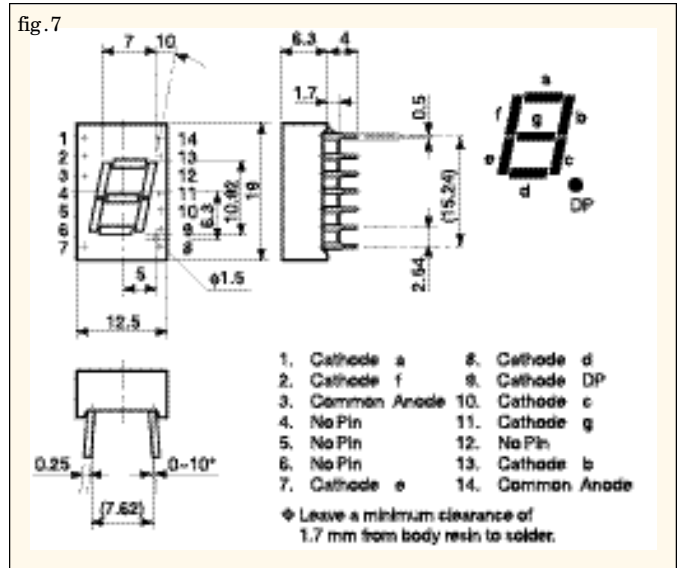 fig.7
7 10
6.3 4
1.7
0.5
a
f g b
e c
d
DP
1 14
2 13
3 12
4 11
5 10
6 9
7 8
6.3
10.92
19
(15.24)
2.54
5
φ1.5
12.5
0.25
0~10°
(7.62)
1. Cathode a
2. Cathode f
3. Common Anode
4. No Pin
5. No Pin
6. No Pin
7. Cathode e
8. Cathode d
9. Cathode DP
10. Cathode c
11. Cathode g
12. No Pin
13. Cathode b
14. Common Anode
❖ Leave a minimum clearance of
1.7 mm from body resin to solder.